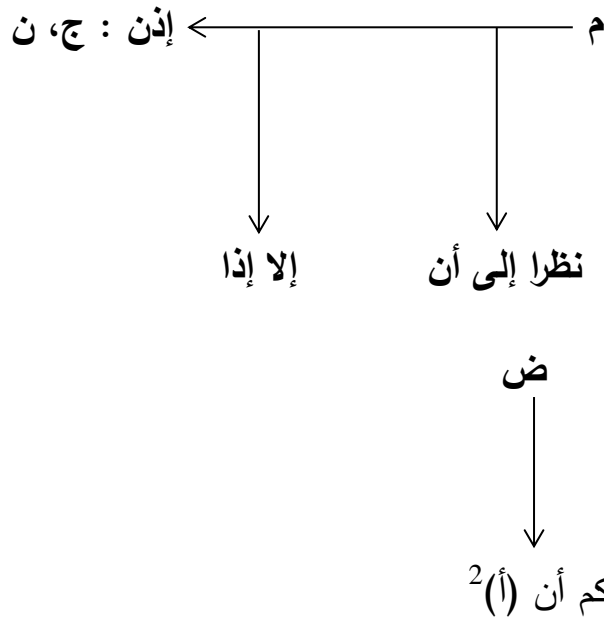 م إذن : ج، ن
نظرا إلى أن إلا إذا
ض
كم أن (أ)2